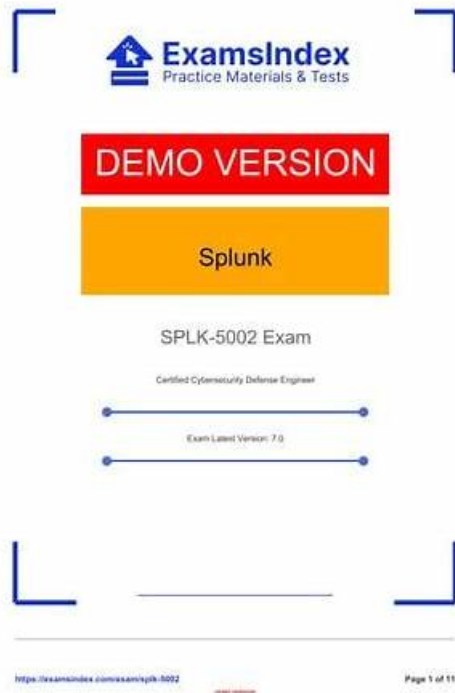 ExamsIndex
Practice Materials & Tests
DEMO VERSION
Splunk
SPLK-5002 Exam
Certified Cybersecurity Defense Engineer
Exam Latest Version: 7.0
https://examsindex.com/exam/splk-5002
Page 1 of 11